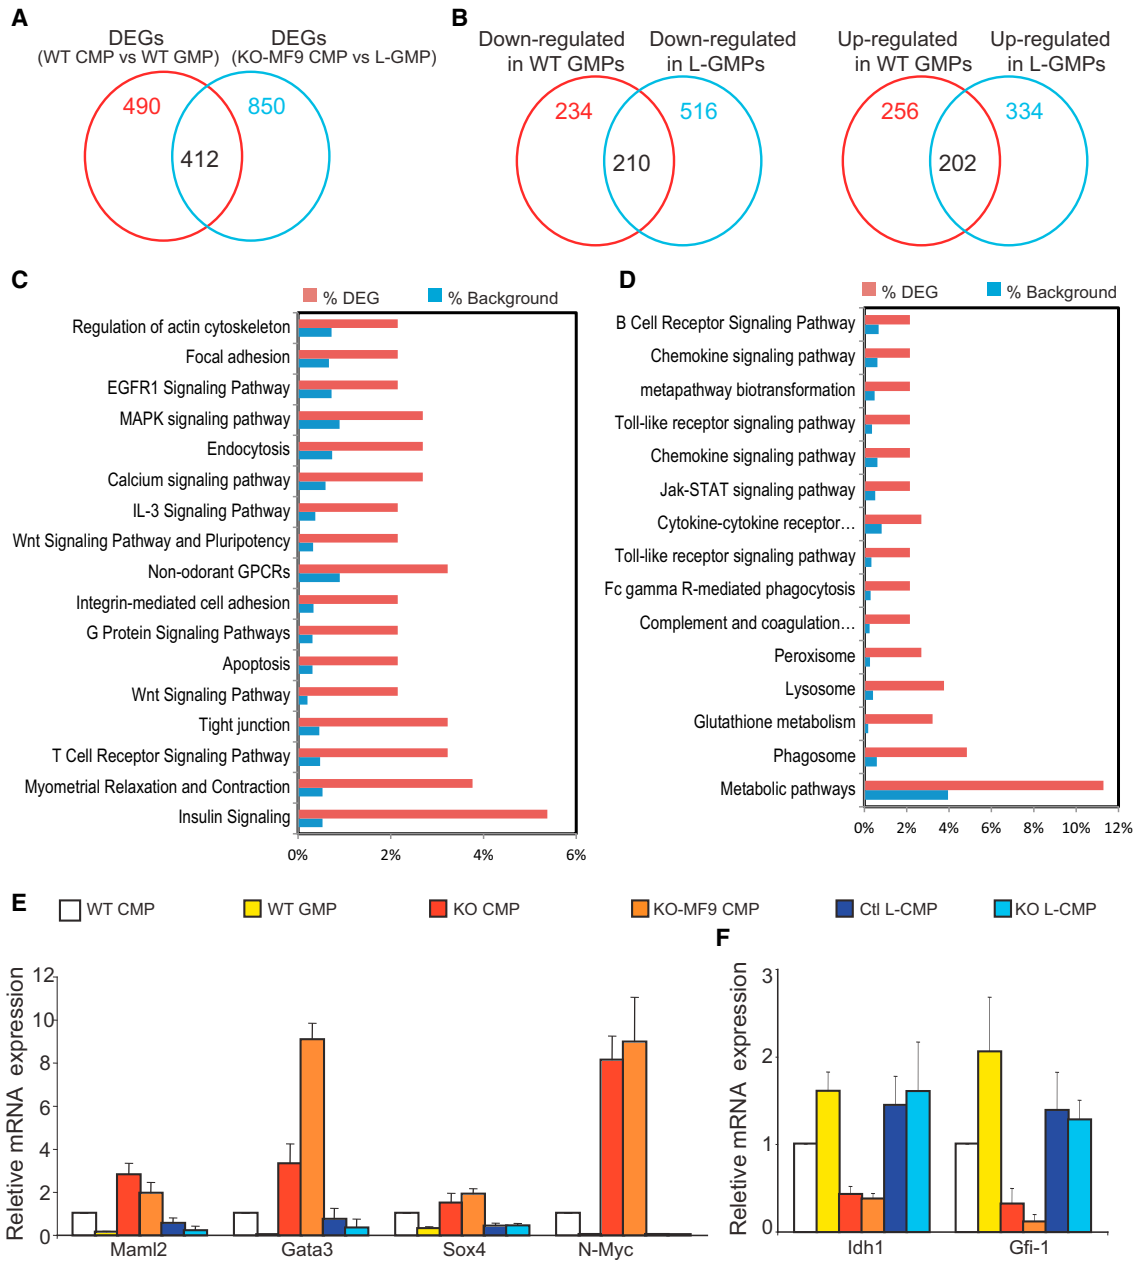 A
DEGs
(WT CMP vs WT GMP)
DEGs
(KO-MF9 CMP vs L-GMP)
490
850
412
B
Down-regulated
in WT GMPs
Down-regulated
in L-GMPs
234
516
210
Up-regulated
in WT GMPs
Up-regulated
in L-GMPs
256
334
202
C
% DEG
% Background
Regulation of actin cytoskeleton
Focal adhesion
EGFR1 Signaling Pathway
MAPK signaling pathway
Endocytosis
Calcium signaling pathway
IL-3 Signaling Pathway
Wnt Signaling Pathway and Pluripotency
Non-odorant GPCRs
Integrin-mediated cell adhesion
G Protein Signaling Pathways
Apoptosis
Wnt Signaling Pathway
Tight junction
T Cell Receptor Signaling Pathway
Myometrial Relaxation and Contraction
Insulin Signaling
0% 2% 4% 6%
D
% DEG
% Background
B Cell Receptor Signaling Pathway
Chemokine signaling pathway
metapathway biotransformation
Toll-like receptor signaling pathway
Chemokine signaling pathway
Jak-STAT signaling pathway
Cytokine-cytokine receptor…
Toll-like receptor signaling pathway
Fc gamma R-mediated phagocytosis
Complement and coagulation…
Peroxisome
Lysosome
Glutathione metabolism
Phagosome
Metabolic pathways
0% 2% 4% 6% 8% 10% 12%
E
WT CMP
WT GMP
KO CMP
KO-MF9 CMP
Ctl L-CMP
KO L-CMP
Reletive mRNA expression
12
10
8
6
4
2
0
Maml2 Gata3 Sox4 N-Myc
F
Reletive mRNA expression
3
2
1
0
Idh1 Gfi-1